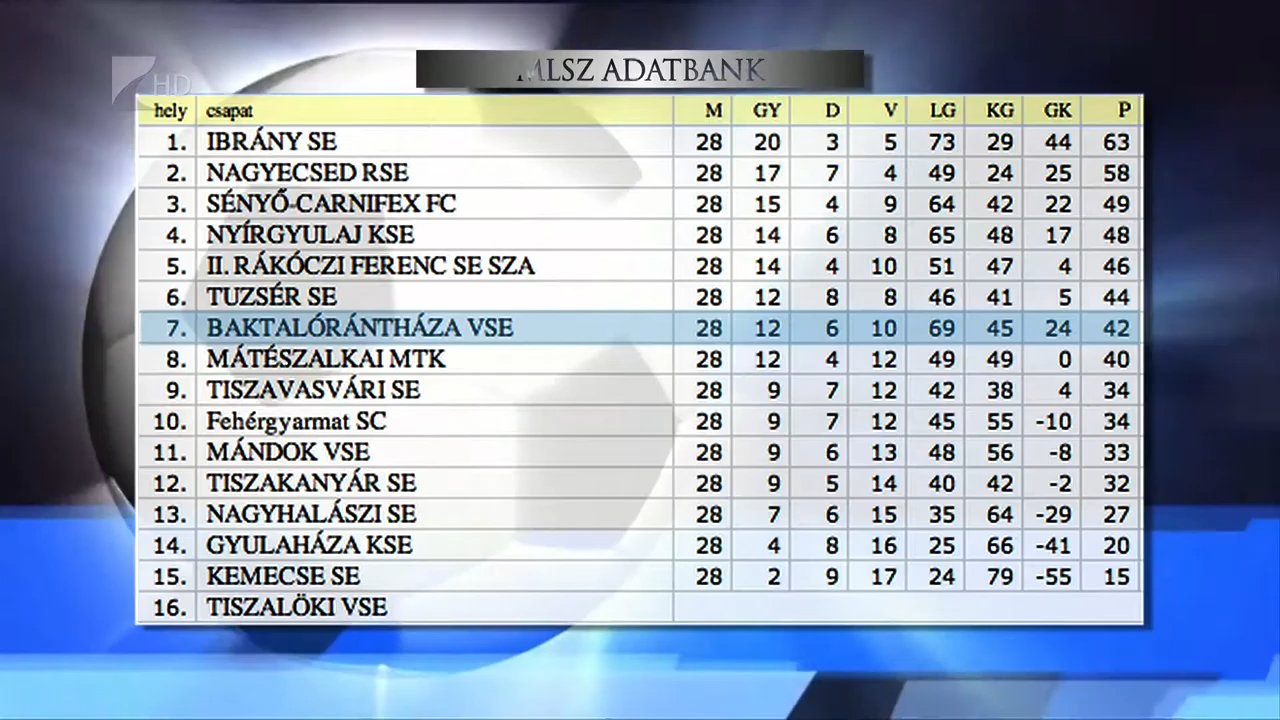 HD
MLSZ ADATBANK
hely csapat M GY D V LG KG GK P
1. IBRÁNY SE 28 20 3 5 73 29 44 63
2. NAGYECSED RSE 28 17 7 4 49 24 25 58
3. SÉNYŐ-CARNIFEX FC 28 15 4 9 64 42 22 49
4. NYÍRGYULAJ KSE 28 14 6 8 65 48 17 48
5. II. RÁKÓCZI FERENC SE SZA 28 14 4 10 51 47 4 46
6. TUZSÉR SE 28 12 8 8 46 41 5 44
7. BAKTALÓRÁNTHÁZA VSE 28 12 6 10 69 45 24 42
8. MÁTÉSZALKAI MTK 28 12 4 12 49 49 0 40
9. TISZAVASVÁRI SE 28 9 7 12 42 38 4 34
10. Fehérgyarmat SC 28 9 7 12 45 55 -10 34
11. MÁNDOK VSE 28 9 6 13 48 56 -8 33
12. TISZAKANYÁR SE 28 9 5 14 40 42 -2 32
13. NAGYHALÁSZI SE 28 7 6 15 35 64 -29 27
14. GYULAHÁZA KSE 28 4 8 16 25 66 -41 20
15. KEMECSE SE 28 2 9 17 24 79 -55 15
16. TISZALÖKI VSE